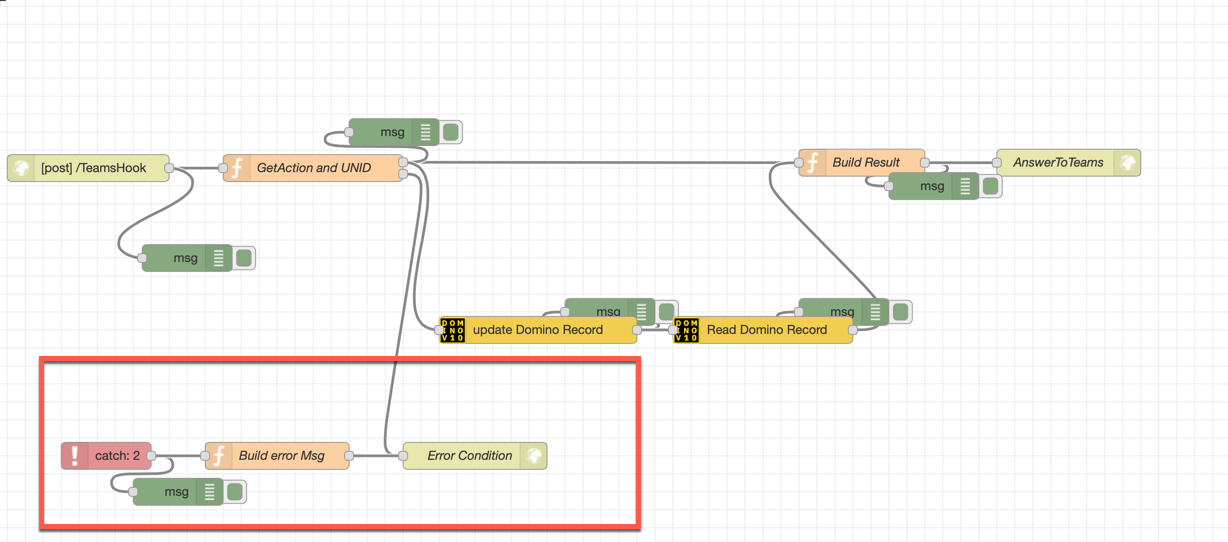 msg
[post] /TeamsHook
f
GetAction and UNID
f
Build Result
AnswerToTeams
msg
msg
msg
msg
DOM
INO
V10
update Domino Record
DOM
INO
V10
Read Domino Record
!
catch: 2
f
Build error Msg
Error Condition
msg